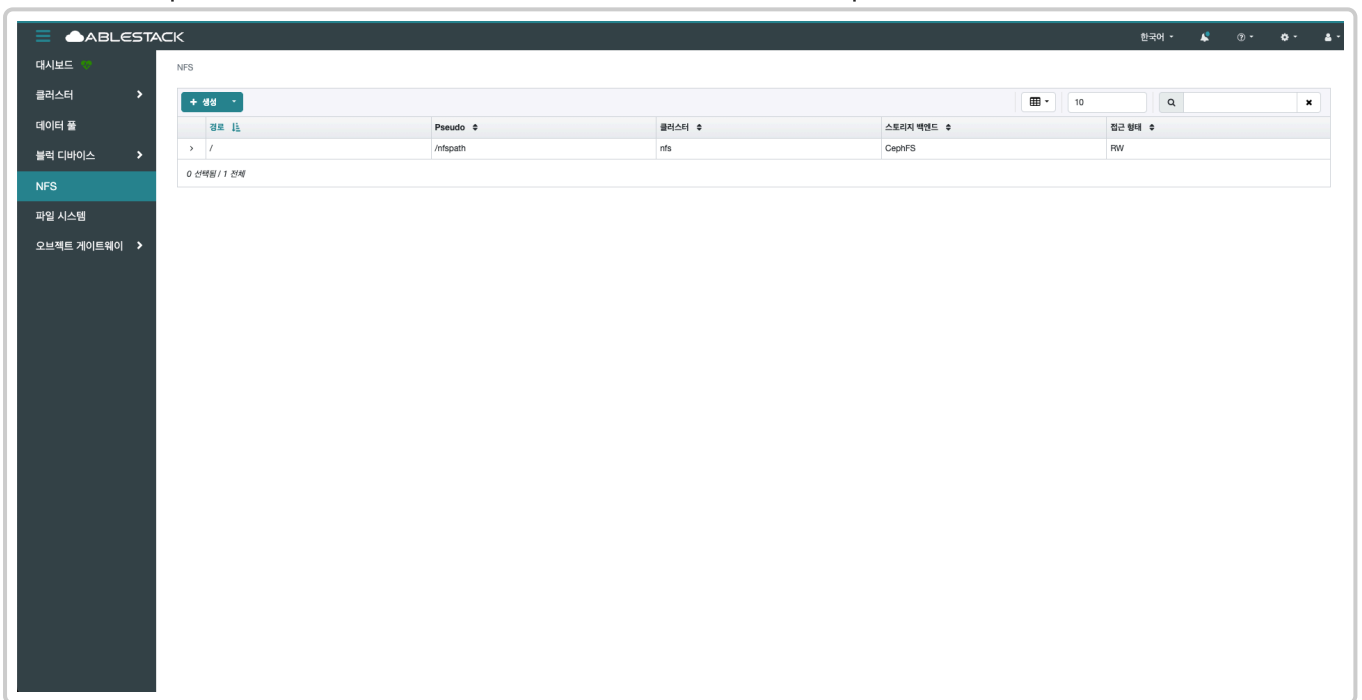 ABLESTACK
한국어
대시보드
클러스터
데이터 풀
블럭 디바이스
NFS
파일 시스템
오브젝트 게이트웨이
NFS
+ 생성
10
경로 Pseudo 클러스터 스토리지 백엔드 접근 형태
/ /nfspath nfs CephFS RW
0 선택됨 / 1 전체